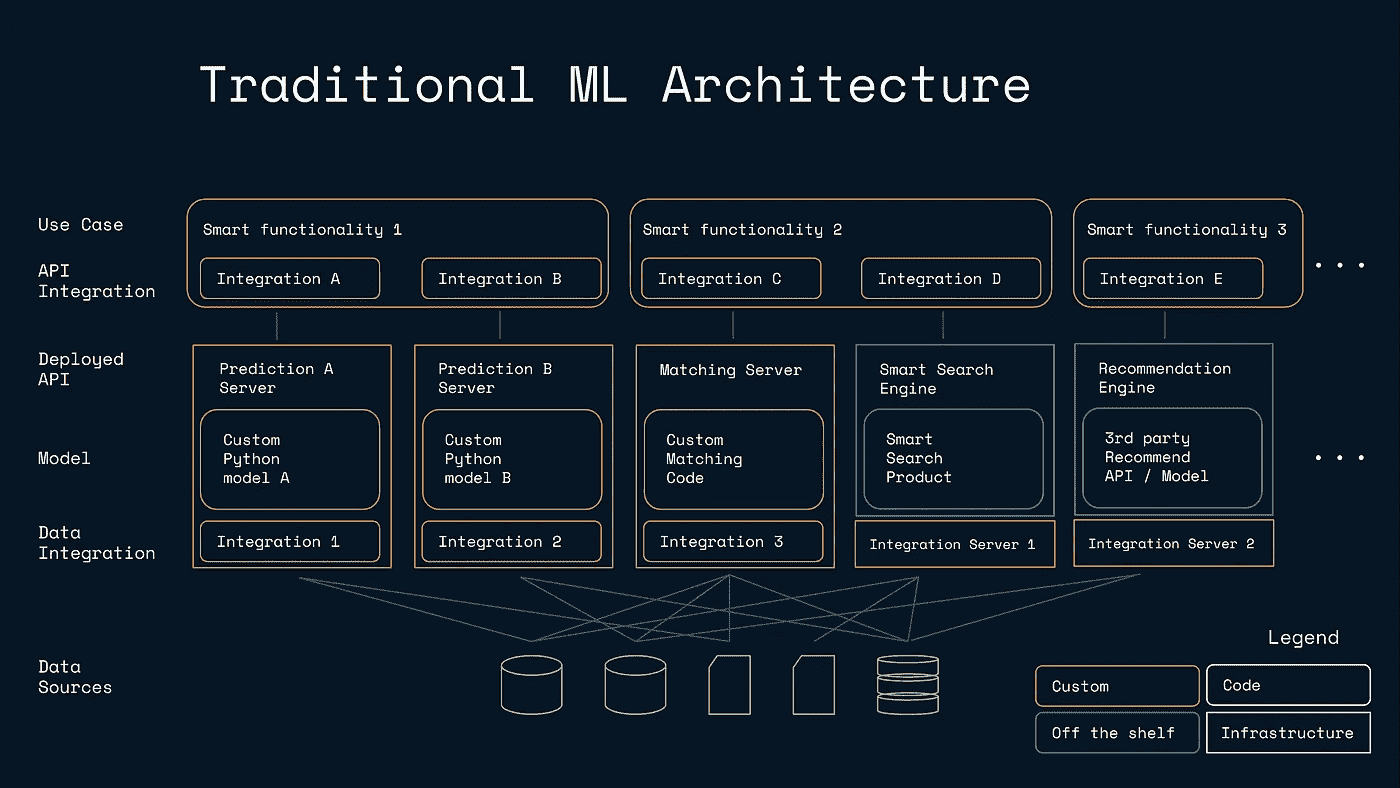 Traditional ML Architecture
Use Case
Smart functionality 1
Smart functionality 2
Smart functionality 3
API
Integration
Integration A
Integration B
Integration C
Integration D
Integration E
...
Deployed
API
Prediction A
Server
Prediction B
Server
Matching Server
Smart Search
Engine
Recommendation
Engine
Model
Custom
Python
model A
Custom
Python
model B
Custom
Matching
Code
Smart
Search
Product
3rd party
Recommend
API / Model
...
Data
Integration
Integration 1
Integration 2
Integration 3
Integration Server 1
Integration Server 2
Data
Sources
Legend
Custom
Code
Off the shelf
Infrastructure